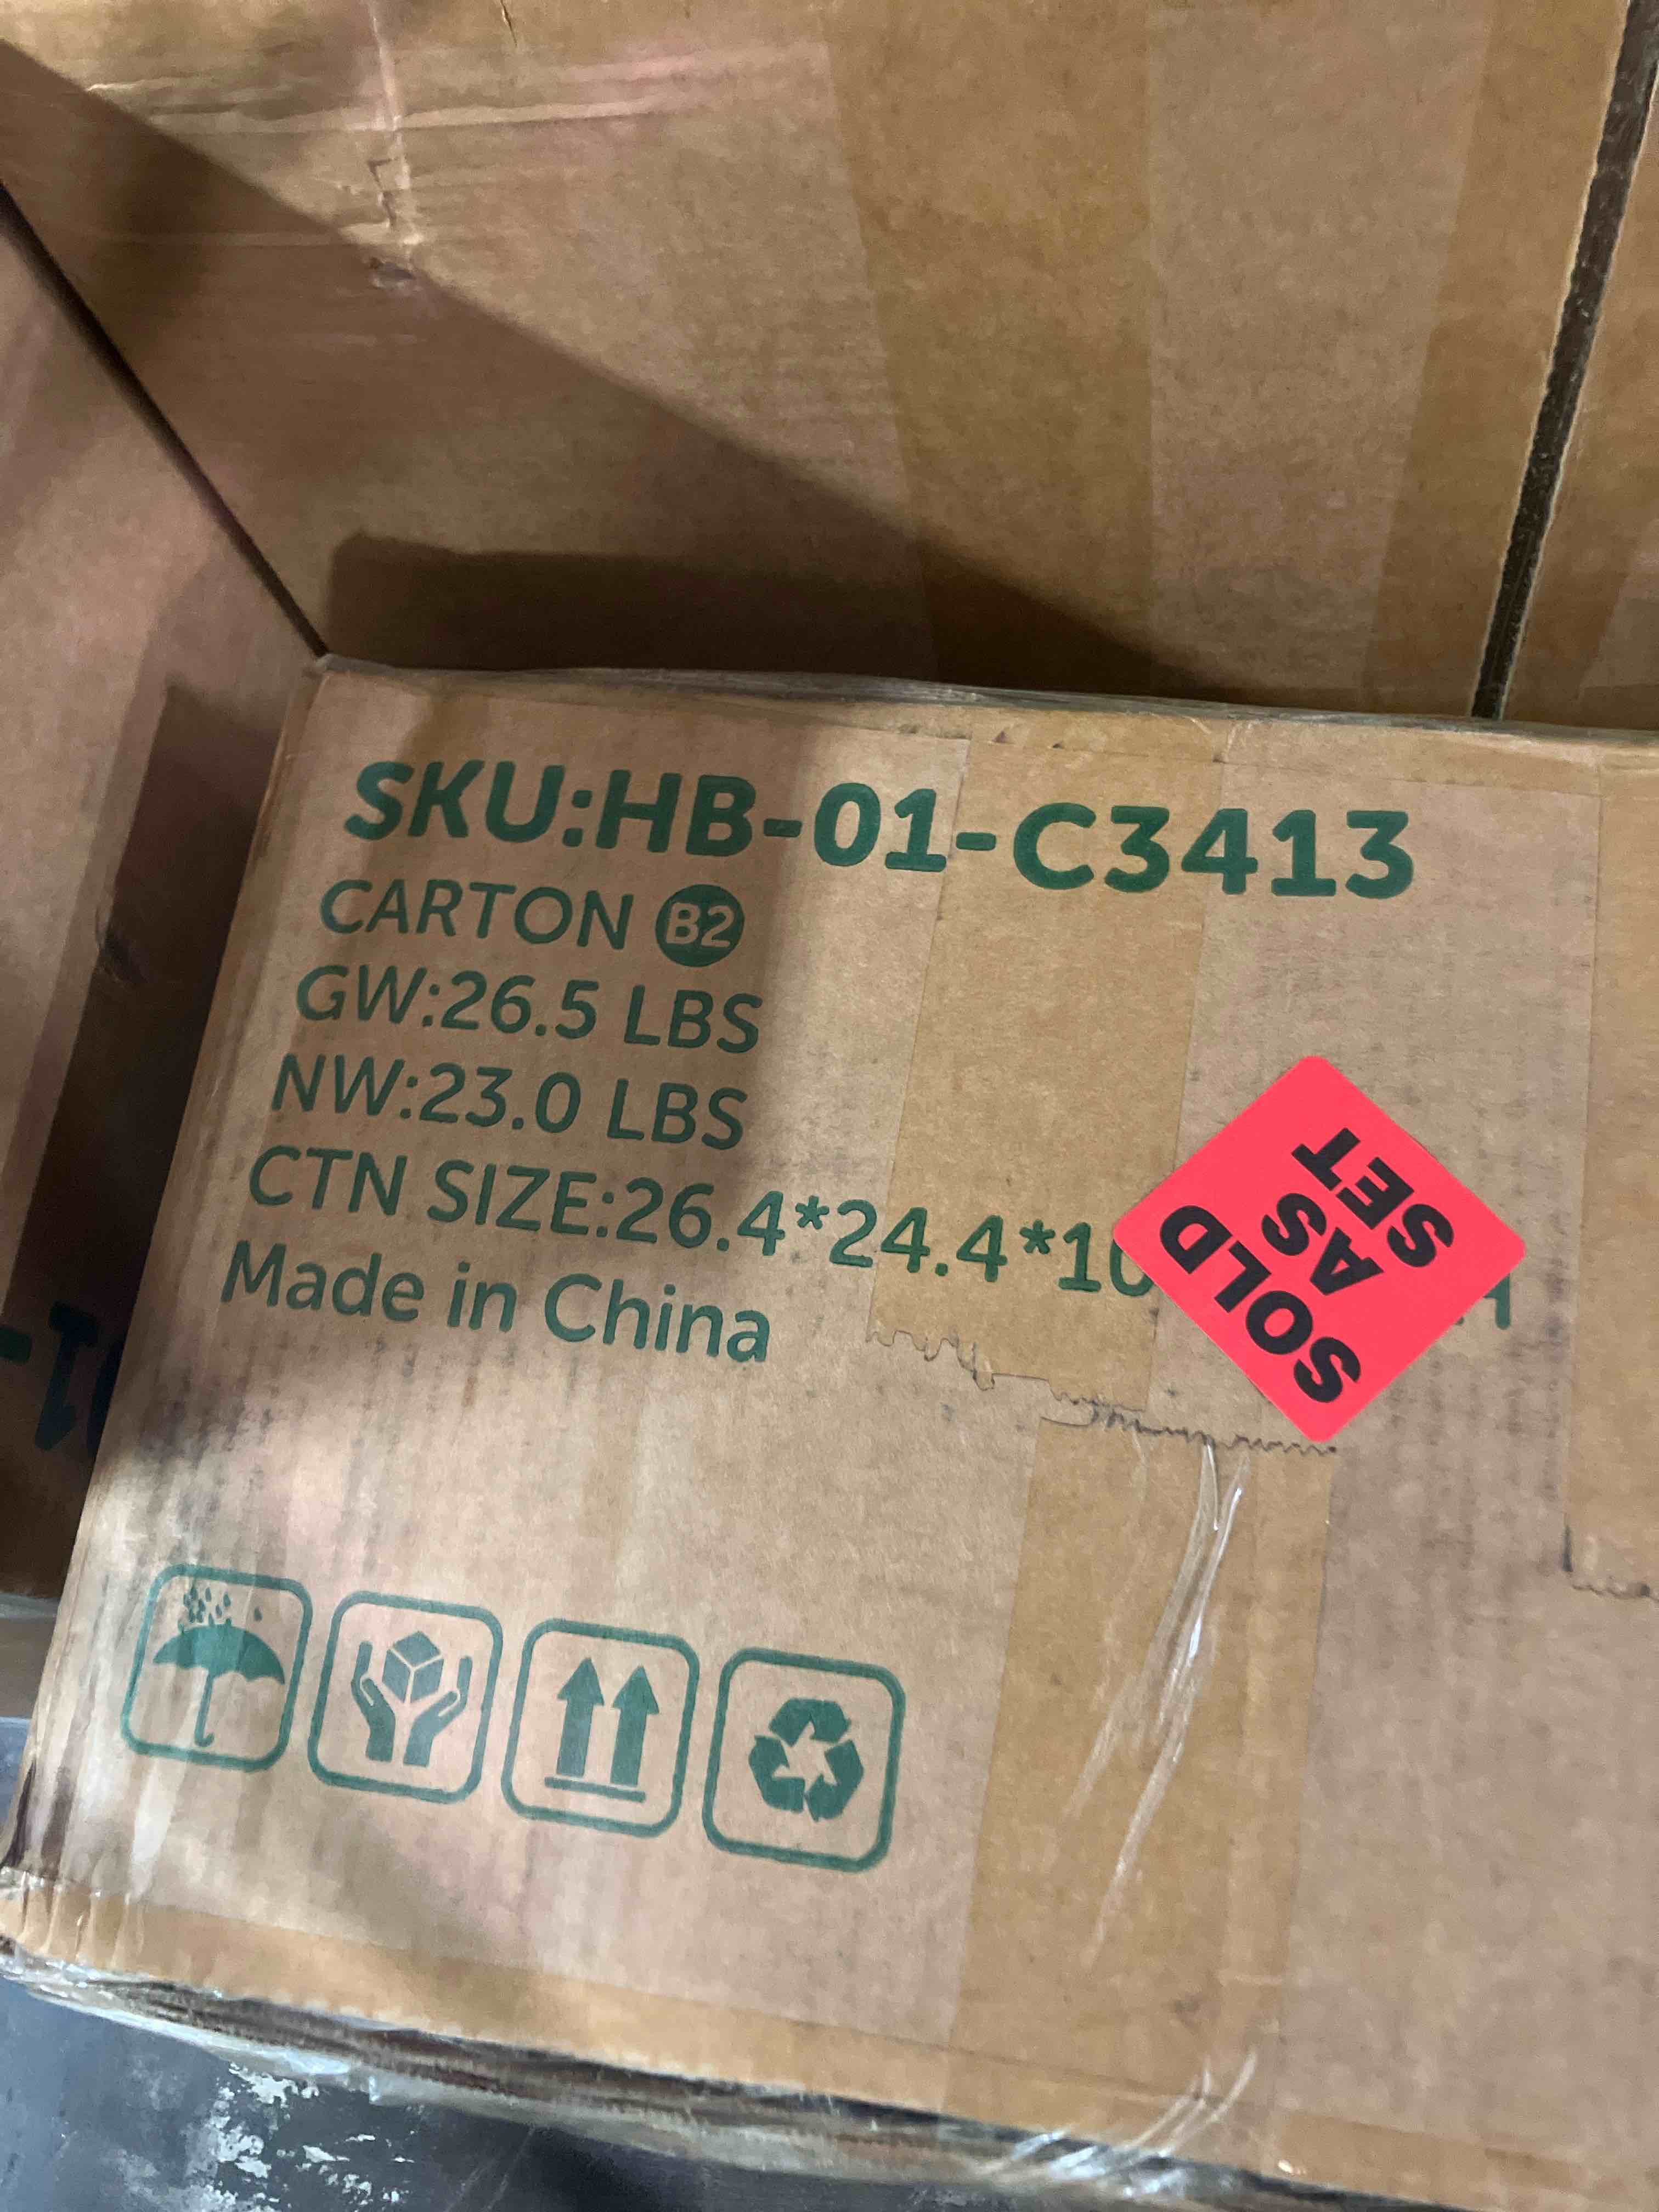 SKU:HB-01-C3413
CARTON B2
GW:26.5 LBS
NW:23.0 LBS
CTN SIZE:26.4*24.4*10
Made in China
SOLD
AS
SET